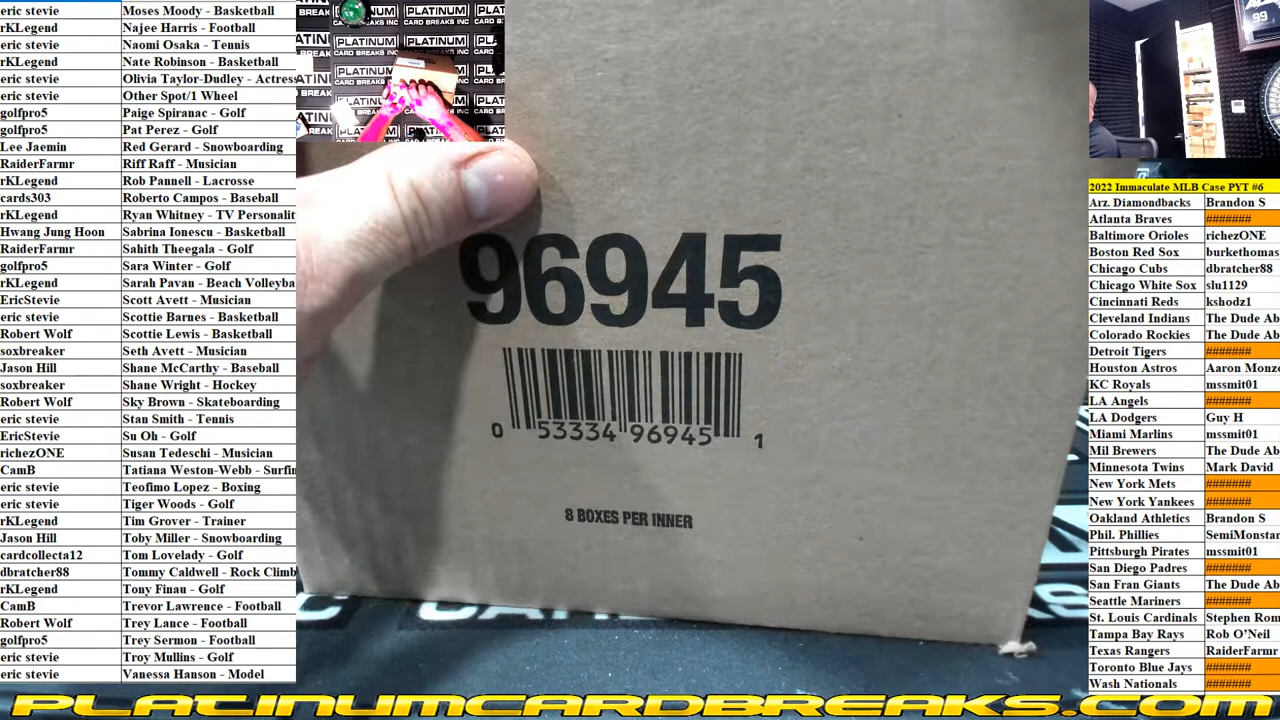 eric stevie Moses Moody - Basketball
rKLegend Najee Harris - Football
eric stevie Naomi Osaka - Tennis
rKLegend Nate Robinson - Basketball
eric stevie Olivia Taylor-Dudley - Actress
eric stevie Other Spot/1 Wheel
golfpro5 Paige Spiranac - Golf
golfpro5 Pat Perez - Golf
Lee Jaemin Red Gerard - Snowboarding
RaiderFarmr Riff Raff - Musician
rKLegend Rob Pannell - Lacrosse
cards303 Roberto Campos - Baseball
rKLegend Ryan Whitney - TV Personalit
Hwang Jung Hoon Sabrina Ionescu - Basketball
RaiderFarmr Sahith Theegala - Golf
golfpro5 Sara Winter - Golf
rKLegend Sarah Pavan - Beach Volleyba
EricStevie Scott Avett - Musician
eric stevie Scottie Barnes - Basketball
Robert Wolf Scottie Lewis - Basketball
soxbreaker Seth Avett - Musician
Jason Hill Shane McCarthy - Baseball
soxbreaker Shane Wright - Hockey
Robert Wolf Sky Brown - Skateboarding
eric stevie Stan Smith - Tennis
EricStevie Su Oh - Golf
richezONE Susan Tedeschi - Musician
CamB Tatiana Weston-Webb - Surfin
eric stevie Teofimo Lopez - Boxing
eric stevie Tiger Woods - Golf
rKLegend Tim Grover - Trainer
Jason Hill Toby Miller - Snowboarding
cardcollecta12 Tom Lovelady - Golf
dbratcher88 Tommy Caldwell - Rock Climb
rKLegend Tony Finau - Golf
CamB Trevor Lawrence - Football
Robert Wolf Trey Lance - Football
golfpro5 Trey Sermon - Football
eric stevie Troy Mullins - Golf
eric stevie Vanessa Hanson - Model
PLATINUM
CARD BREAKS INC
96945
0 53334 96945 1
8 BOXES PER INNER
99
2022 Immaculate MLB Case PYT #6
Arz. Diamondbacks Brandon S
Atlanta Braves #######
Baltimore Orioles richezONE
Boston Red Sox burkethomas
Chicago Cubs dbratcher88
Chicago White Sox slu1129
Cincinnati Reds kshodz1
Cleveland Indians The Dude Ab
Colorado Rockies The Dude Ab
Detroit Tigers #######
Houston Astros Aaron Monz
KC Royals mssmit01
LA Angels #######
LA Dodgers Guy H
Miami Marlins mssmit01
Mil Brewers The Dude Ab
Minnesota Twins Mark David
New York Mets #######
New York Yankees #######
Oakland Athletics Brandon S
Phil. Phillies SemiMonstar
Pittsburgh Pirates mssmit01
San Diego Padres #######
San Fran Giants The Dude Ab
Seattle Mariners #######
St. Louis Cardinals Stephen Rom
Tampa Bay Rays Rob O'Neil
Texas Rangers RaiderFarmr
Toronto Blue Jays #######
Wash Nationals #######
PLATINUMCARDBREAKS.COM